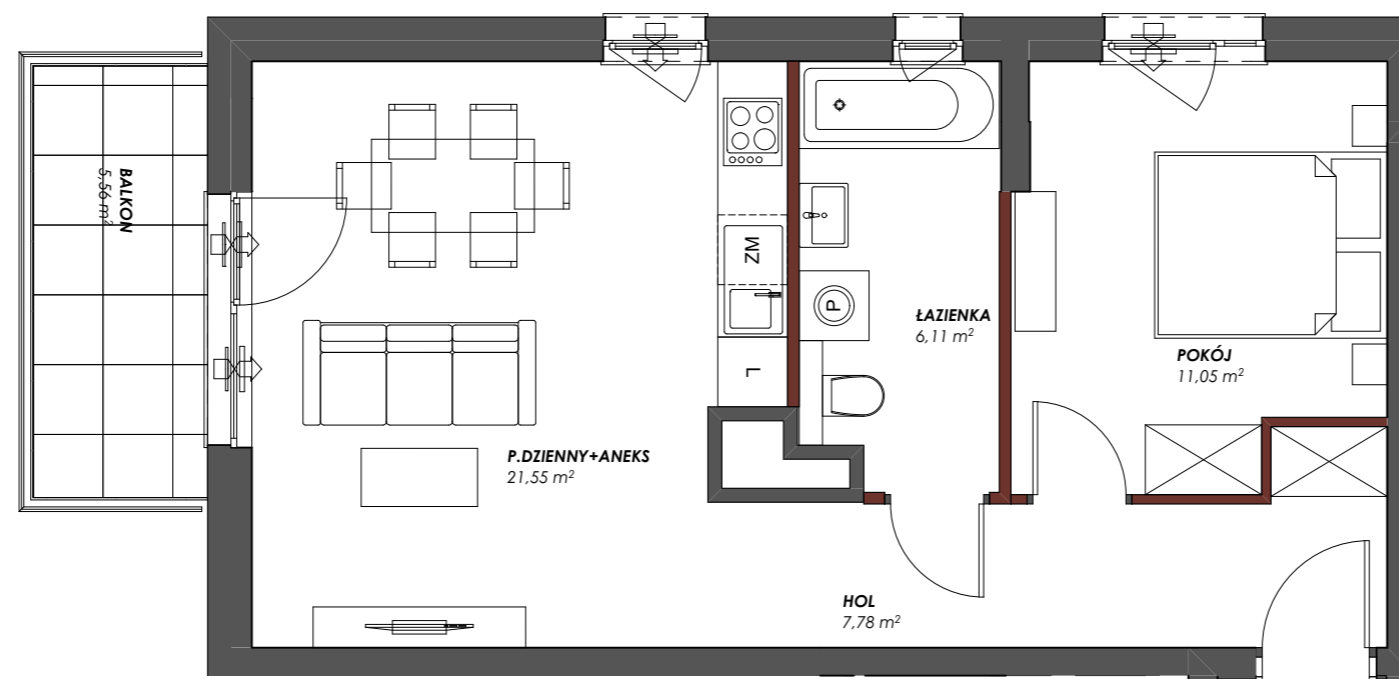 BALKON
5,56 m²
ZM
P
L
ŁAZIENKA
6,11 m²
POKÓJ
11,05 m²
P.DZIENNY+ANEKS
21,55 m²
HOL
7,78 m²